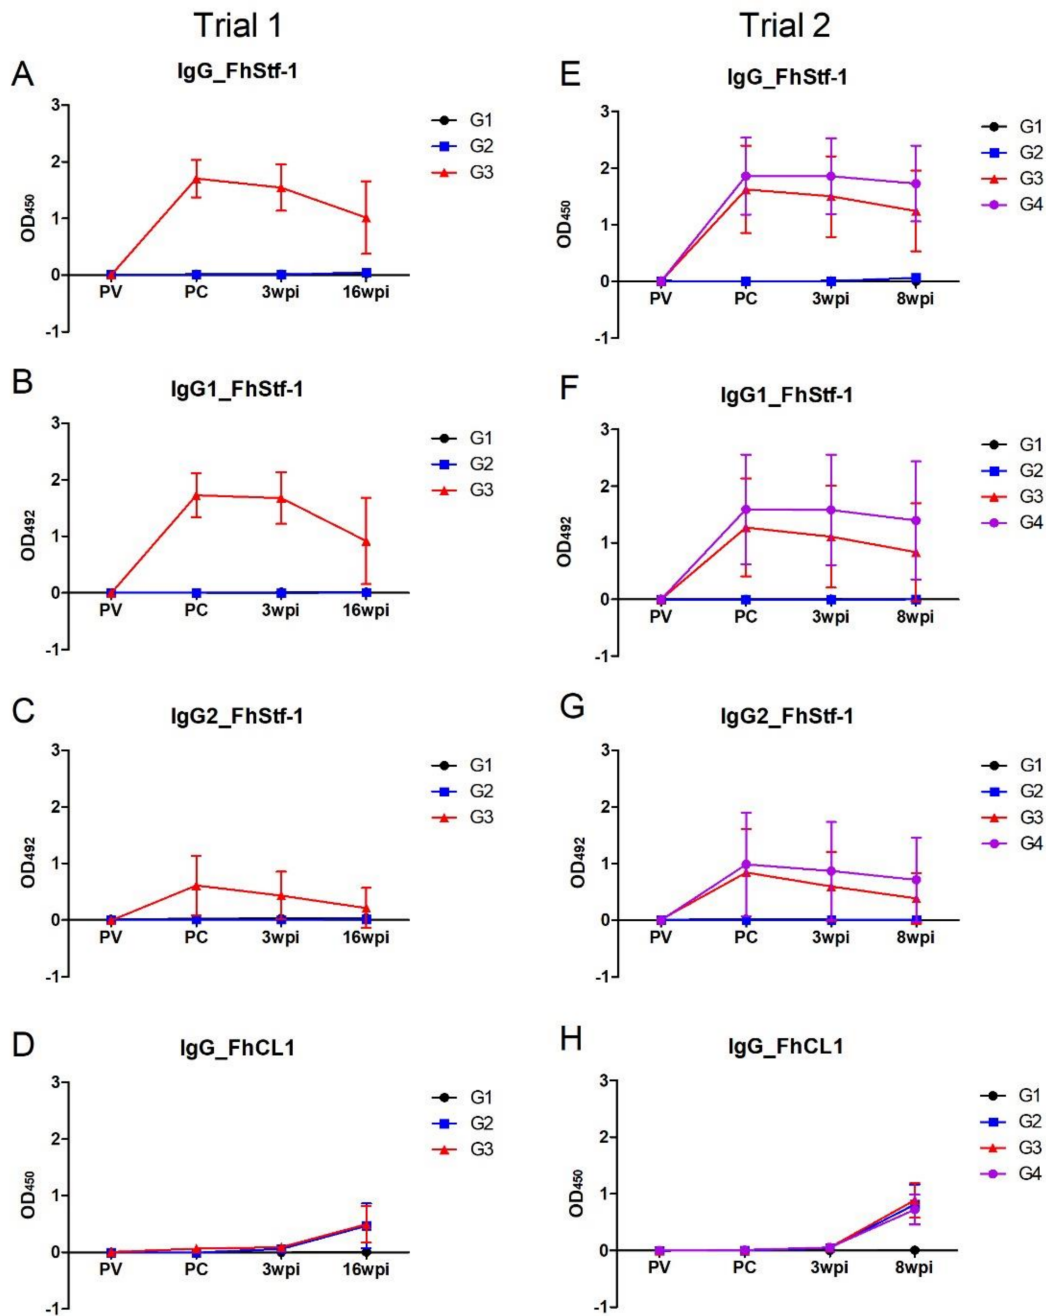 Trial 1
Trial 2
A
IgG_FhStf-1
3
2
1
0
-1
OD450
PV
PC
3wpi
16wpi
G1
G2
G3
E
IgG_FhStf-1
3
2
1
0
-1
OD450
PV
PC
3wpi
8wpi
G1
G2
G3
G4
B
IgG1_FhStf-1
3
2
1
0
-1
OD492
PV
PC
3wpi
16wpi
G1
G2
G3
F
IgG1_FhStf-1
3
2
1
0
-1
OD492
PV
PC
3wpi
8wpi
G1
G2
G3
G4
C
IgG2_FhStf-1
3
2
1
0
-1
OD492
PV
PC
3wpi
16wpi
G1
G2
G3
G
IgG2_FhStf-1
3
2
1
0
-1
OD492
PV
PC
3wpi
8wpi
G1
G2
G3
G4
D
IgG_FhCL1
3
2
1
0
-1
OD450
PV
PC
3wpi
16wpi
G1
G2
G3
H
IgG_FhCL1
3
2
1
0
-1
OD450
PV
PC
3wpi
8wpi
G1
G2
G3
G4